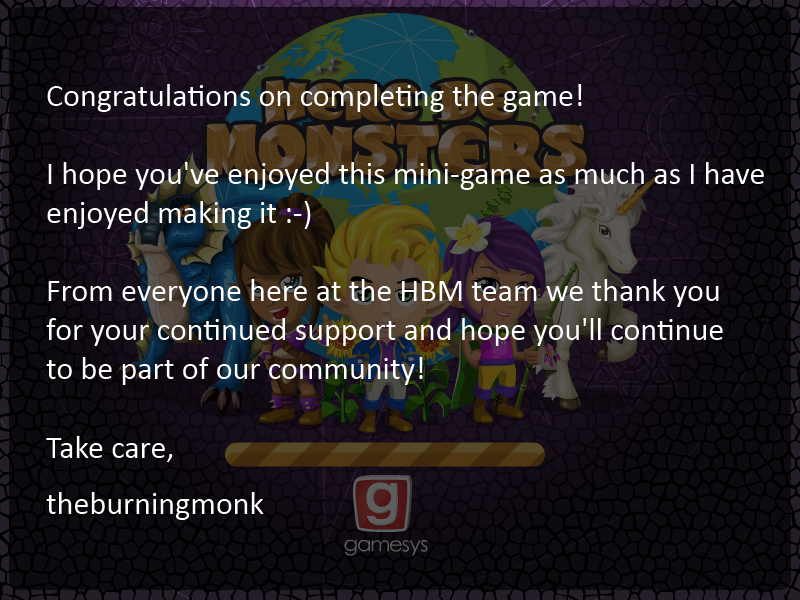 HERE BE
MONSTERS
Congratulations on completing the game!
I hope you've enjoyed this mini-game as much as I have
enjoyed making it :-)
From everyone here at the HBM team we thank you
for your continued support and hope you'll continue
to be part of our community!
Take care,
theburningmonk
g
gamesys